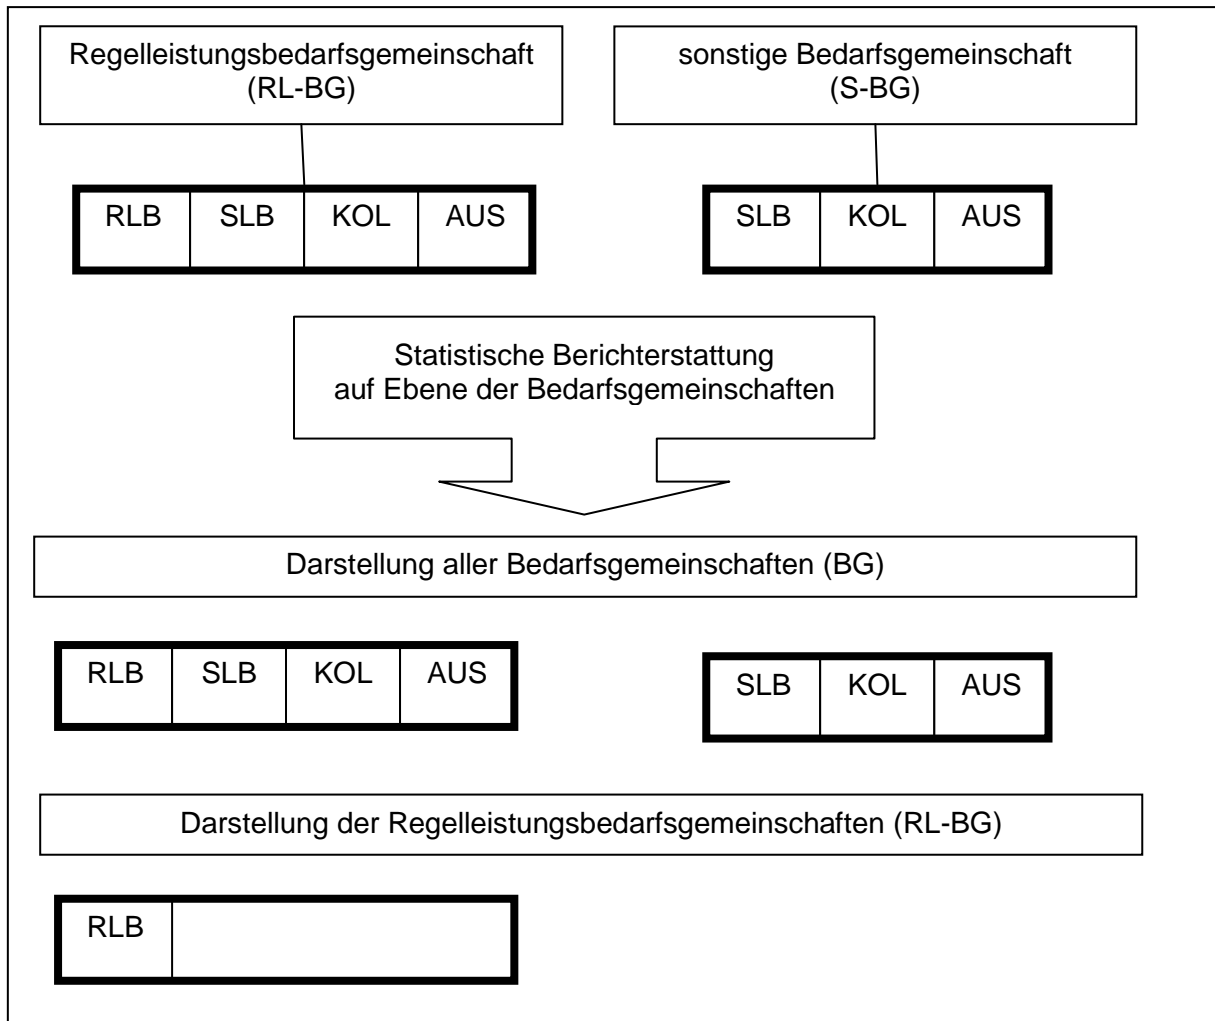 Regelleistungsbedarfsgemeinschaft
(RL-BG)
sonstige Bedarfsgemeinschaft
(S-BG)
RLB SLB KOL AUS
SLB KOL AUS
Statistische Berichterstattung
auf Ebene der Bedarfsgemeinschaften
Darstellung aller Bedarfsgemeinschaften (BG)
RLB SLB KOL AUS
SLB KOL AUS
Darstellung der Regelleistungsbedarfsgemeinschaften (RL-BG)
RLB